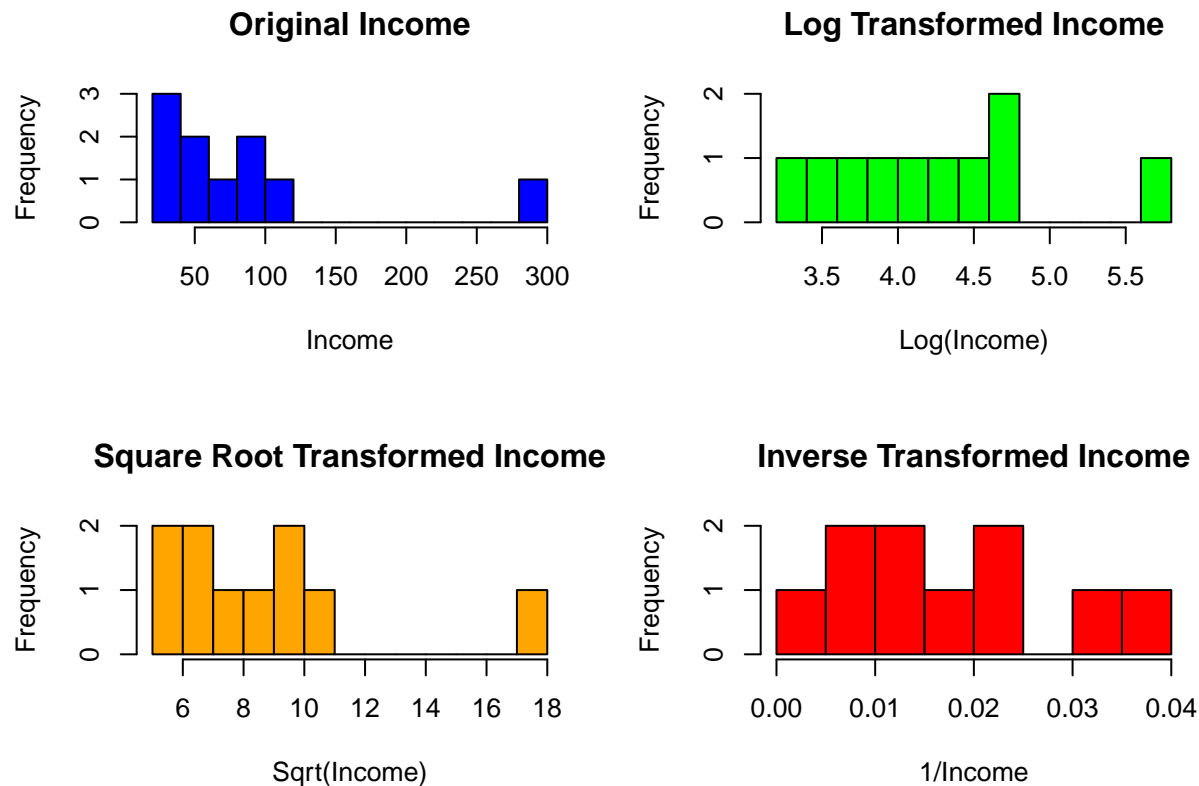 Original Income
Frequency
0 1 2 3
50 100 150 200 250 300
Income
Log Transformed Income
Frequency
0 1 2
3.5 4.0 4.5 5.0 5.5
Log(Income)
Square Root Transformed Income
Frequency
0 1 2
6 8 10 12 14 16 18
Sqrt(Income)
Inverse Transformed Income
Frequency
0 1 2
0.00 0.01 0.02 0.03 0.04
1/Income